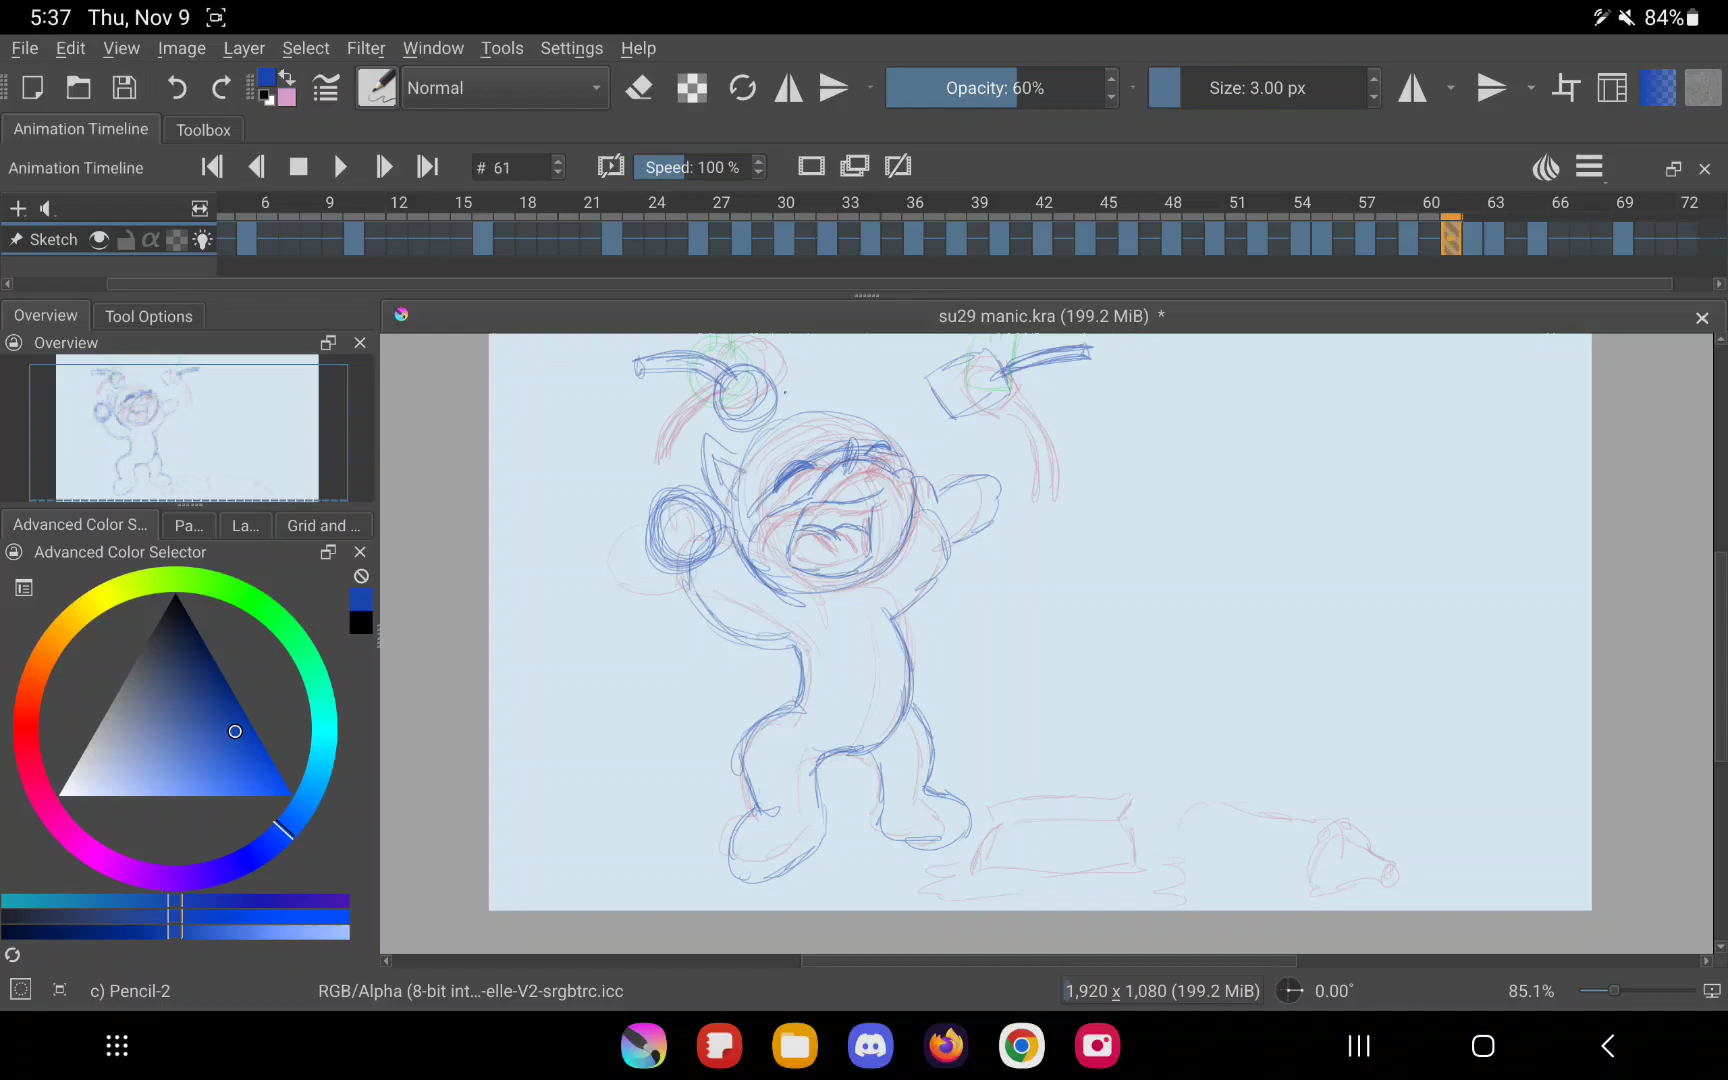 5:37 Thu, Nov 9 84%
File Edit View Image Layer Select Filter Window Tools Settings Help
Normal Opacity: 60% Size: 3.00 px
Animation Timeline Toolbox
Animation Timeline # 61 Speed: 100 %
6 9 12 15 18 21 24 27 30 33 36 39 42 45 48 51 54 57 60 63 66 69 72
Sketch
Overview Tool Options su29 manic.kra (199.2 MiB) *
Overview
Advanced Color S... Pa... La... Grid and ...
Advanced Color Selector
c) Pencil-2 RGB/Alpha (8-bit int...-elle-V2-srgbtrc.icc 1,920 x 1,080 (199.2 MiB) 0.00° 85.1%